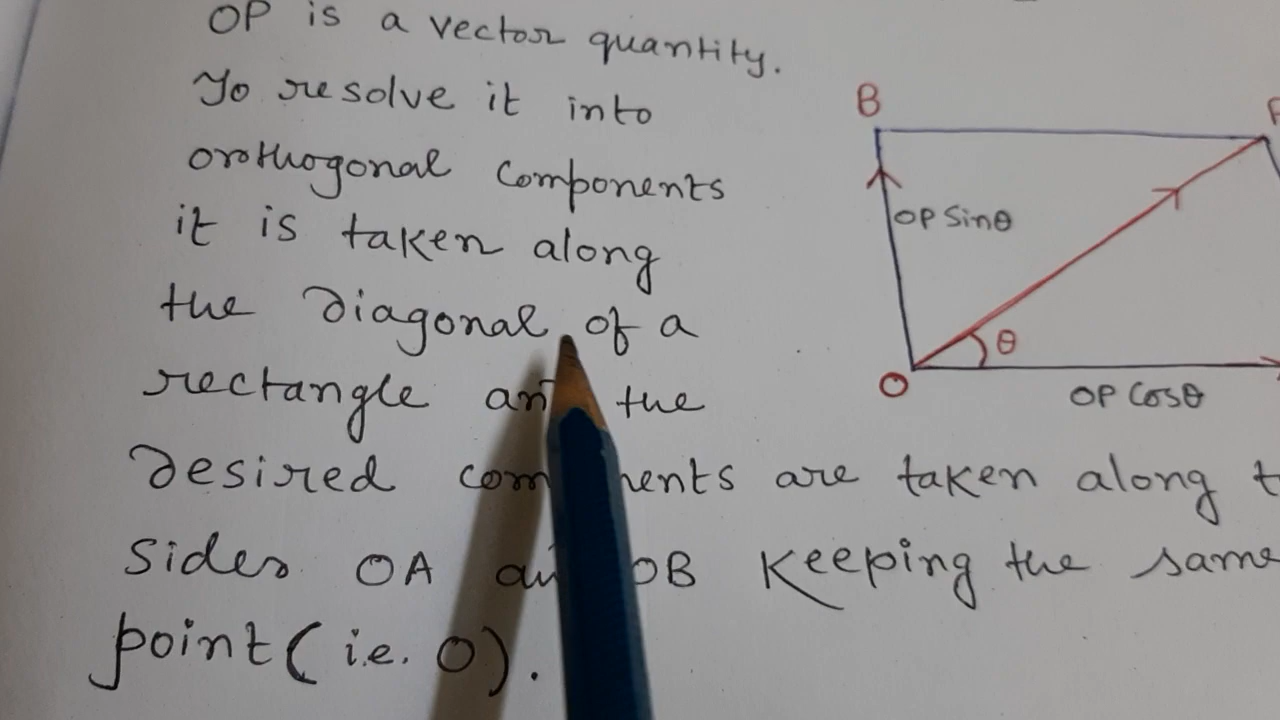 OP is a vector quantity.
To resolve it into
orthogonal components
it is taken along
the diagonal of a
rectangle the
desired are taken along
sides OA OB keeping the same
point (i.e. O).
B
OP Sinθ
θ
O
OP Cosθ